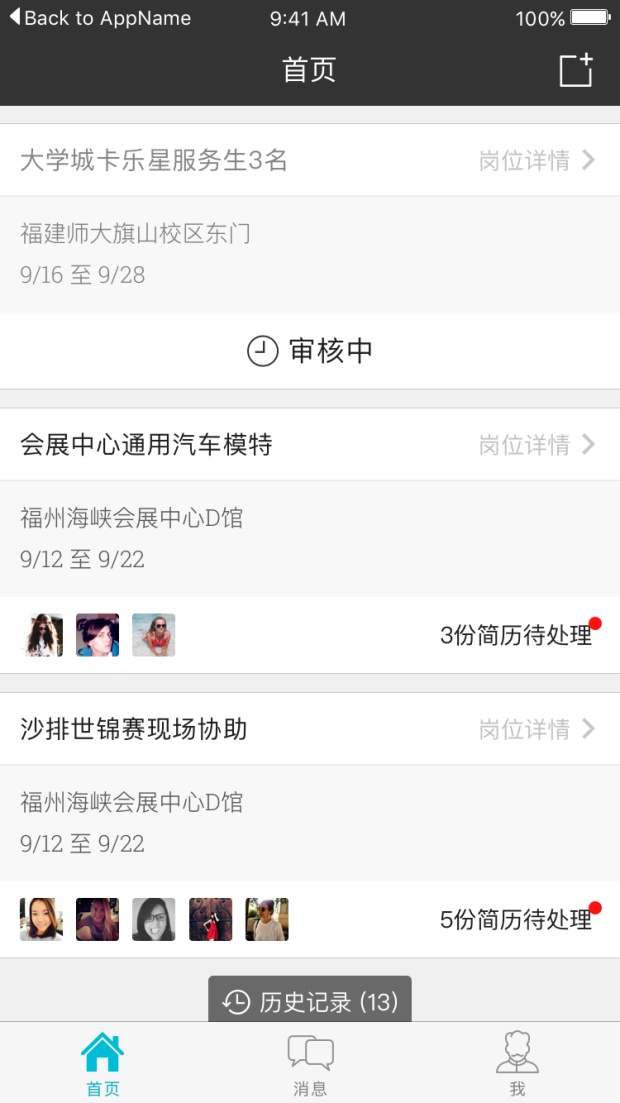 Back to AppName 9:41 AM 100%
首页
大学城卡乐星服务生3名 岗位详情
福建师大旗山校区东门
9/16 至 9/28
审核中
会展中心通用汽车模特 岗位详情
福州海峡会展中心D馆
9/12 至 9/22
3份简历待处理
沙排世锦赛现场协助 岗位详情
福州海峡会展中心D馆
9/12 至 9/22
5份简历待处理
历史记录 (13)
首页 消息 我